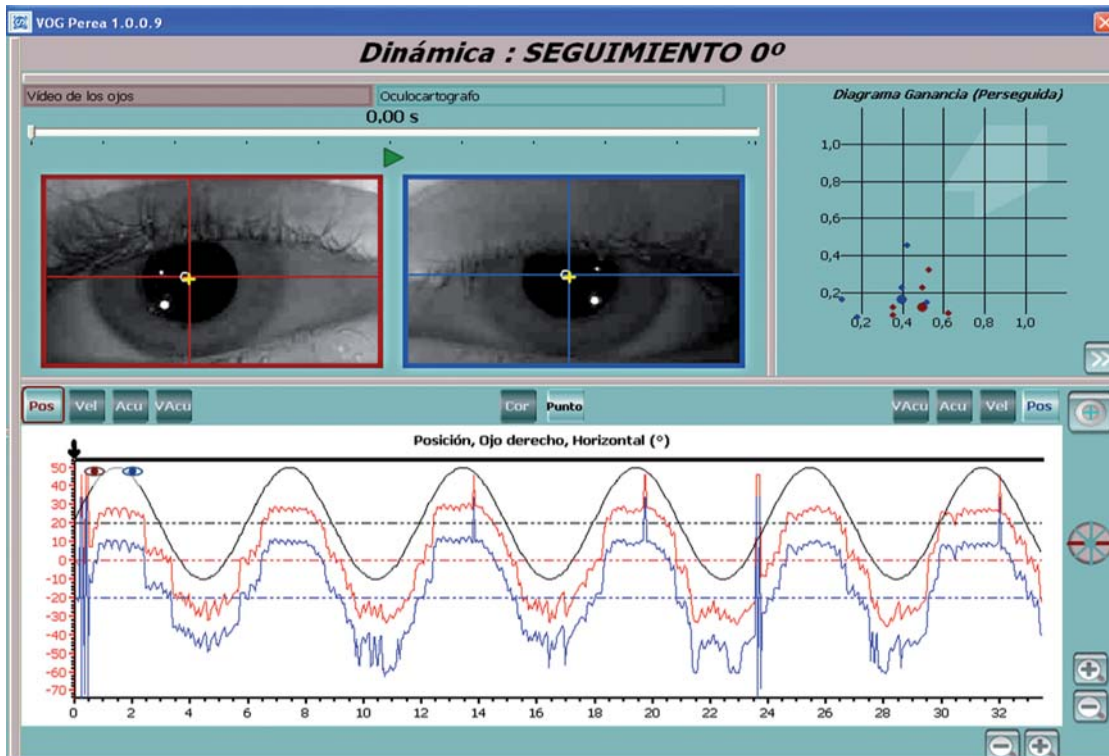 VOG Perea 1.0.0.9
Dinámica : SEGUIMIENTO 0º
Vídeo de los ojos
Oculocartografo
0,00 s
Diagrama Ganancia (Perseguida)
1,0
0,8
0,6
0,4
0,2
0,2 0,4 0,6 0,8 1,0
Pos Vel Acu VAcu Cor Punto VAcu Acu Vel Pos
Posición, Ojo derecho, Horizontal (°)
50
40
30
20
10
0
-10
-20
-30
-40
-50
-60
-70
0 2 4 6 8 10 12 14 16 18 20 22 24 26 28 30 32